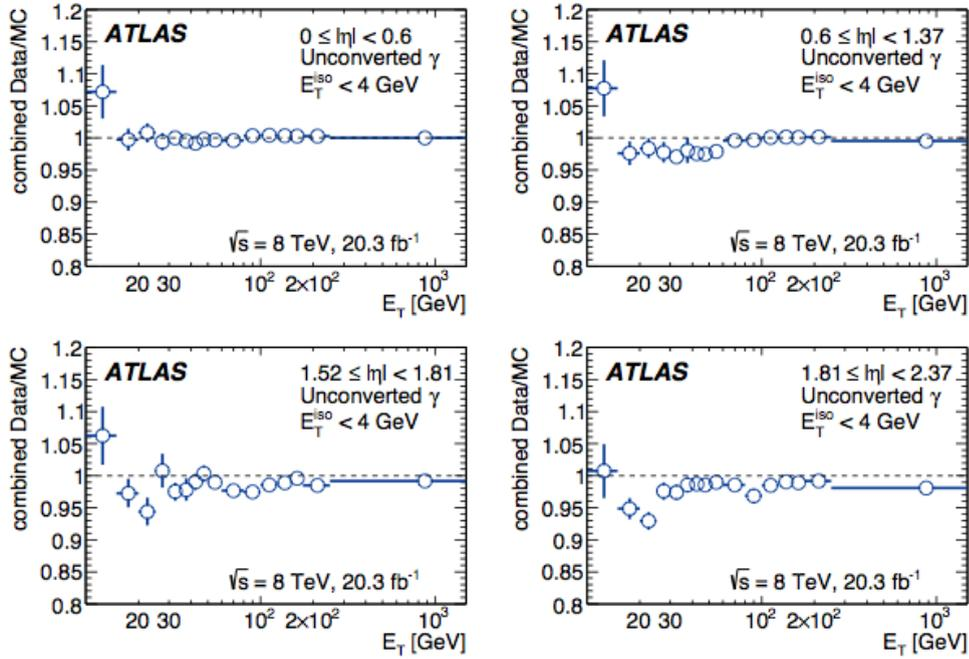 combined Data/MC
1.2
1.15
1.1
1.05
1
0.95
0.9
0.85
0.8
ATLAS
0 ≤ |η| < 0.6
Unconverted γ
E_T^iso < 4 GeV
√s = 8 TeV, 20.3 fb⁻¹
20 30 10² 2×10² 10³
E_T [GeV]
combined Data/MC
1.2
1.15
1.1
1.05
1
0.95
0.9
0.85
0.8
ATLAS
0.6 ≤ |η| < 1.37
Unconverted γ
E_T^iso < 4 GeV
√s = 8 TeV, 20.3 fb⁻¹
20 30 10² 2×10² 10³
E_T [GeV]
combined Data/MC
1.2
1.15
1.1
1.05
1
0.95
0.9
0.85
0.8
ATLAS
1.52 ≤ |η| < 1.81
Unconverted γ
E_T^iso < 4 GeV
√s = 8 TeV, 20.3 fb⁻¹
20 30 10² 2×10² 10³
E_T [GeV]
combined Data/MC
1.2
1.15
1.1
1.05
1
0.95
0.9
0.85
0.8
ATLAS
1.81 ≤ |η| < 2.37
Unconverted γ
E_T^iso < 4 GeV
√s = 8 TeV, 20.3 fb⁻¹
20 30 10² 2×10² 10³
E_T [GeV]